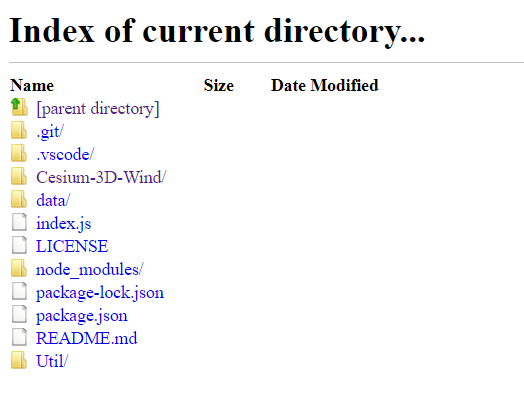 Index of current directory...
Name Size Date Modified
[parent directory]
.git/
.vscode/
Cesium-3D-Wind/
data/
index.js
LICENSE
node_modules/
package-lock.json
package.json
README.md
Util/